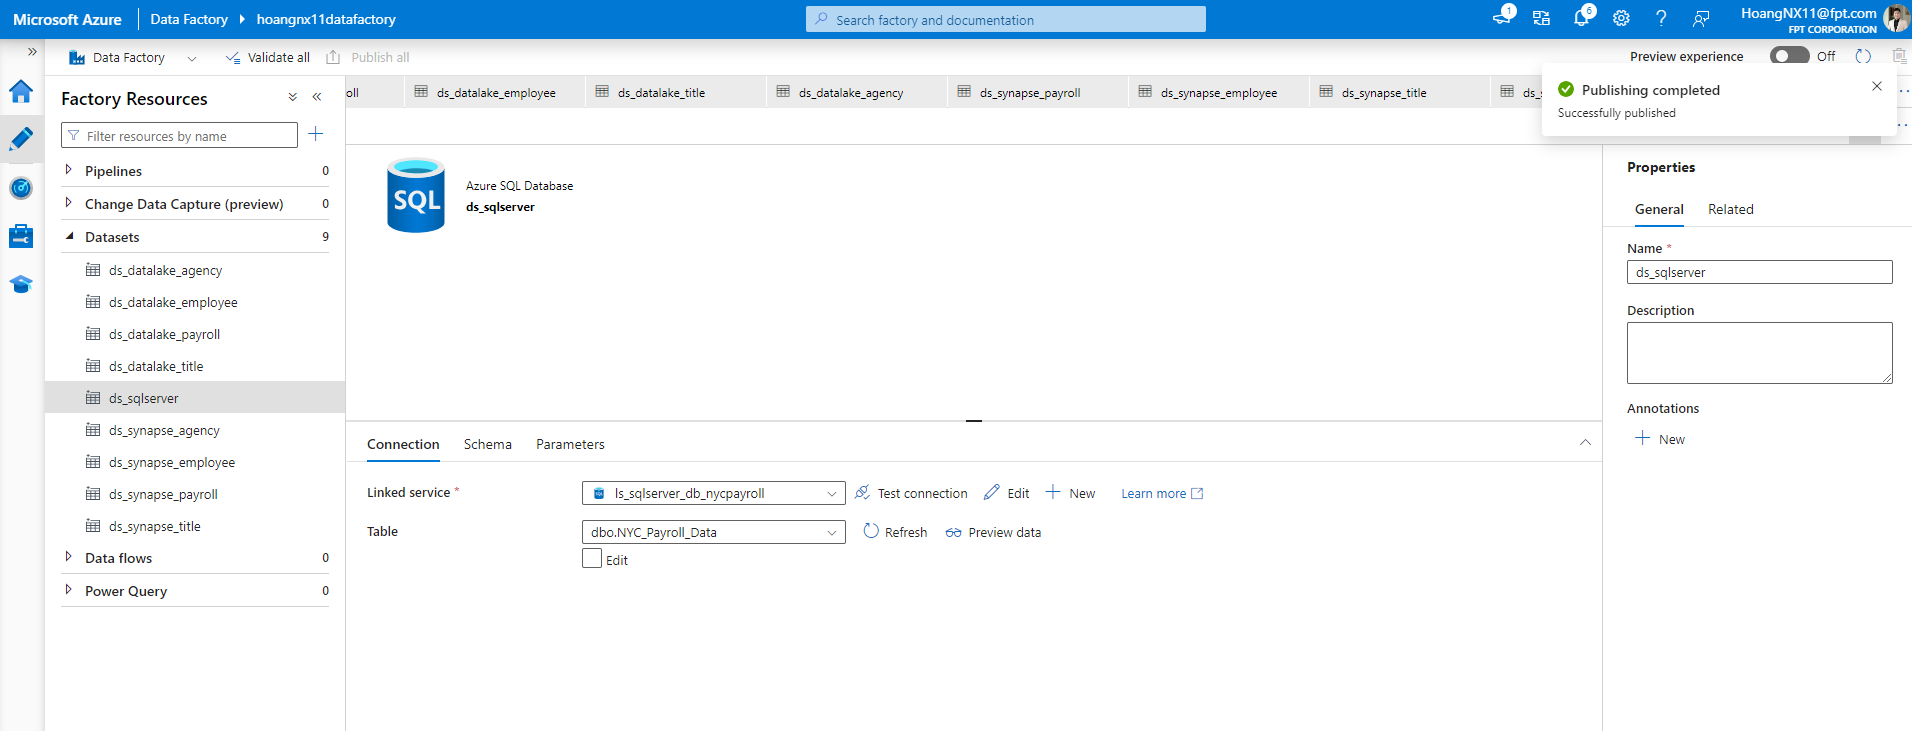 Microsoft Azure
Data Factory
hoangnx11datafactory
Search factory and documentation
1
6
HoangNX11@fpt.com
FPT CORPORATION
Data Factory
Validate all
Publish all
Preview experience
Off
Factory Resources
Filter resources by name
Pipelines 0
Change Data Capture (preview) 0
Datasets 9
ds_datalake_agency
ds_datalake_employee
ds_datalake_payroll
ds_datalake_title
ds_sqlserver
ds_synapse_agency
ds_synapse_employee
ds_synapse_payroll
ds_synapse_title
Data flows 0
Power Query 0
oll
ds_datalake_employee
ds_datalake_title
ds_datalake_agency
ds_synapse_payroll
ds_synapse_employee
ds_synapse_title
ds_s
Publishing completed
Successfully published
SQL
Azure SQL Database
ds_sqlserver
Connection
Schema
Parameters
Linked service *
ls_sqlserver_db_nycpayroll
Test connection
Edit
New
Learn more
Table
dbo.NYC_Payroll_Data
Refresh
Preview data
Edit
Properties
General
Related
Name *
ds_sqlserver
Description
Annotations
New